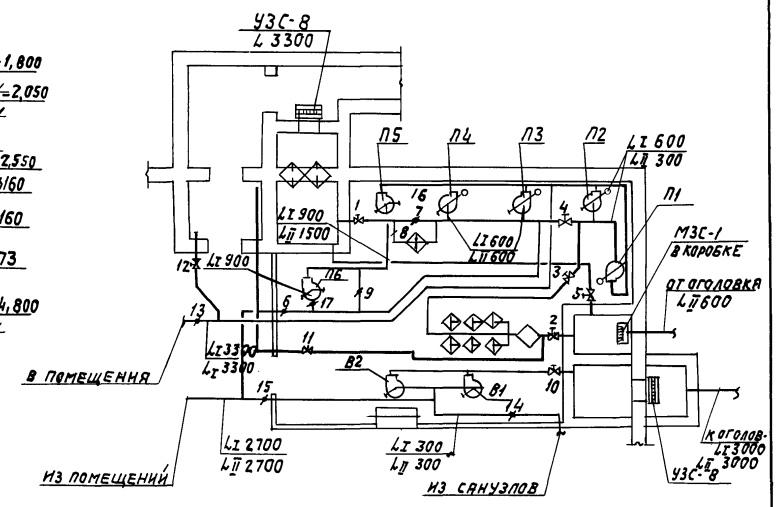 УЗС-8
L 3300
-1,800
=2,050
2,550
3160
160
73
4,800
П5
П4
П3
П2
LI 600
LII 300
П1
МЗС-1
В КОРОБКЕ
ОТ ОГОЛОВКА
LII 600
1
16
7
8
4
LI 900
LII 1500
LI 600
LII 600
3
5
12
LI 900
П6
17
6
9
13
11
2
LI 3300
LI 3300
В ПОМЕЩЕНИЯ
В2
В1
10
15
14
LI 2700
LII 2700
LI 300
LII 300
ИЗ ПОМЕЩЕНИЙ
ИЗ САНУЗЛОВ
К ОГОЛОВ-
LI 3000
LII 3000
УЗС-8